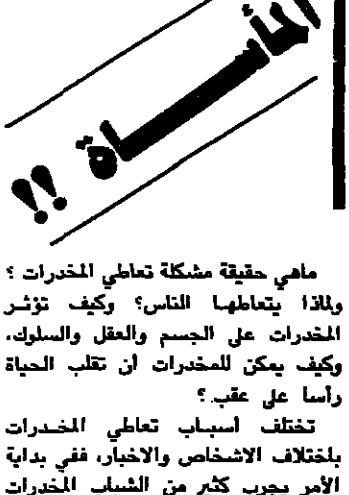 المأساة !!
ماهي حقيقة مشكلة تعاطي المخدرات ؟
ولماذا يتعاطها الناس؟ وكيف تؤثر
المخدرات على الجسم والعقل والسلوك،
وكيف يمكن للمخدرات أن تقلب الحياة
رأسا على عقب ؟
تختلف أسباب تعاطي المخدرات
باختلاف الاشخاص والاخبار، ففي بداية
الأمر يجرب كثير من الشباب المخدرات